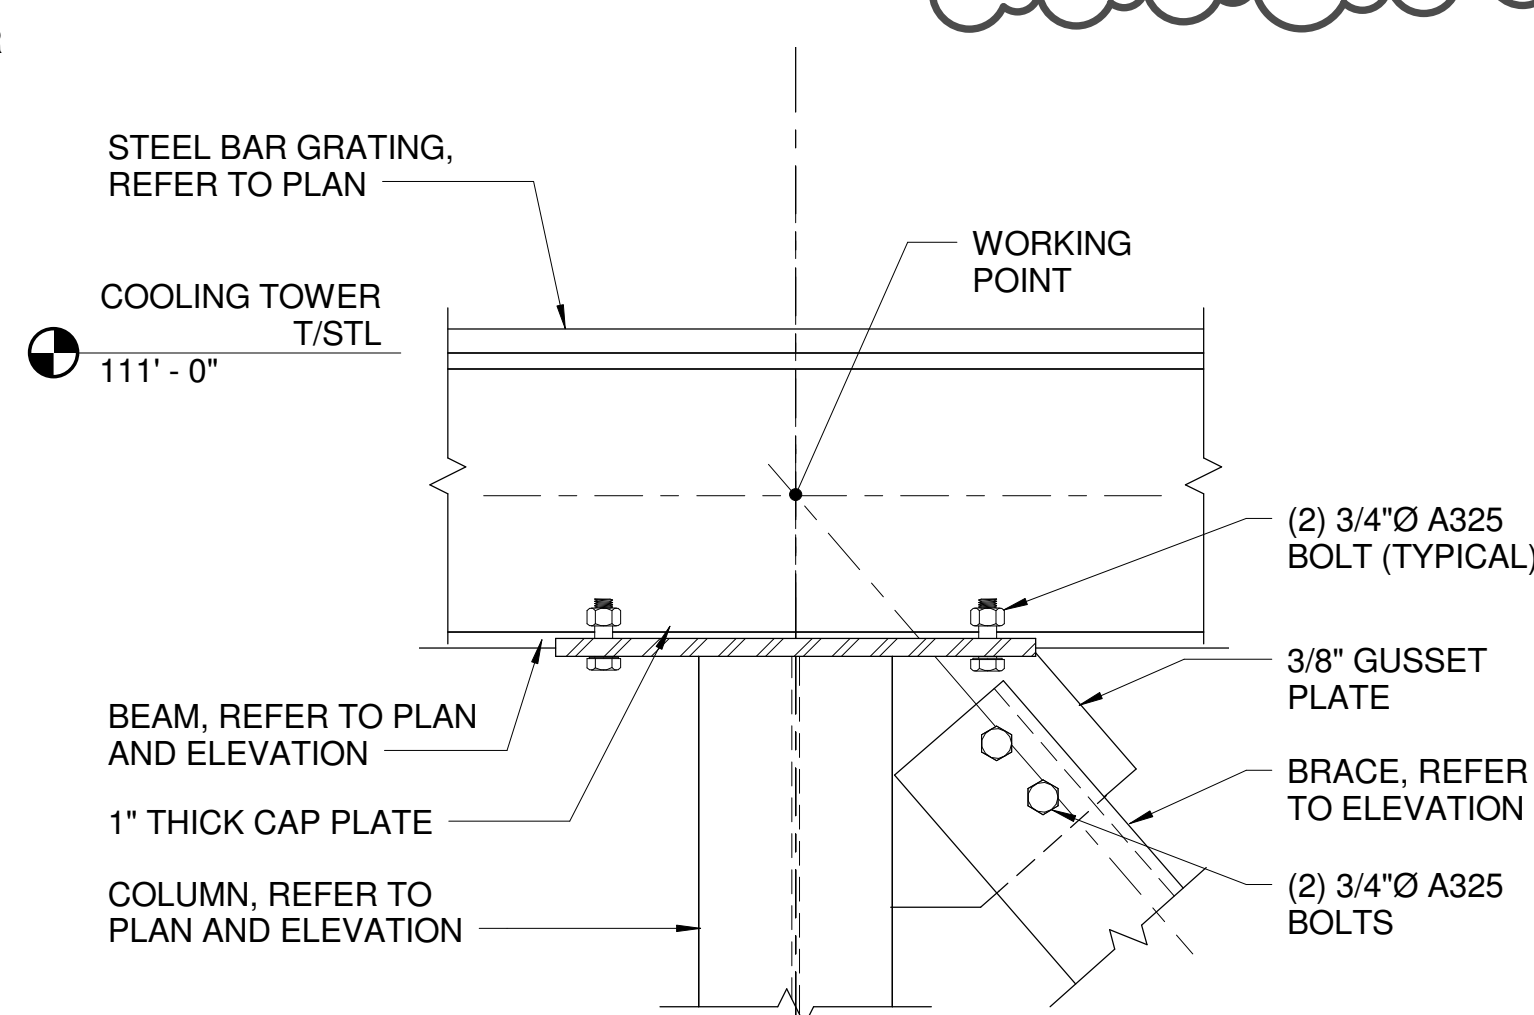 STEEL BAR GRATING,
REFER TO PLAN
WORKING
POINT
COOLING TOWER
T/STL
111' - 0"
(2) 3/4"Ø A325
BOLT (TYPICAL)
3/8" GUSSET
PLATE
BEAM, REFER TO PLAN
AND ELEVATION
BRACE, REFER
TO ELEVATION
1" THICK CAP PLATE
COLUMN, REFER TO
PLAN AND ELEVATION
(2) 3/4"Ø A325
BOLTS